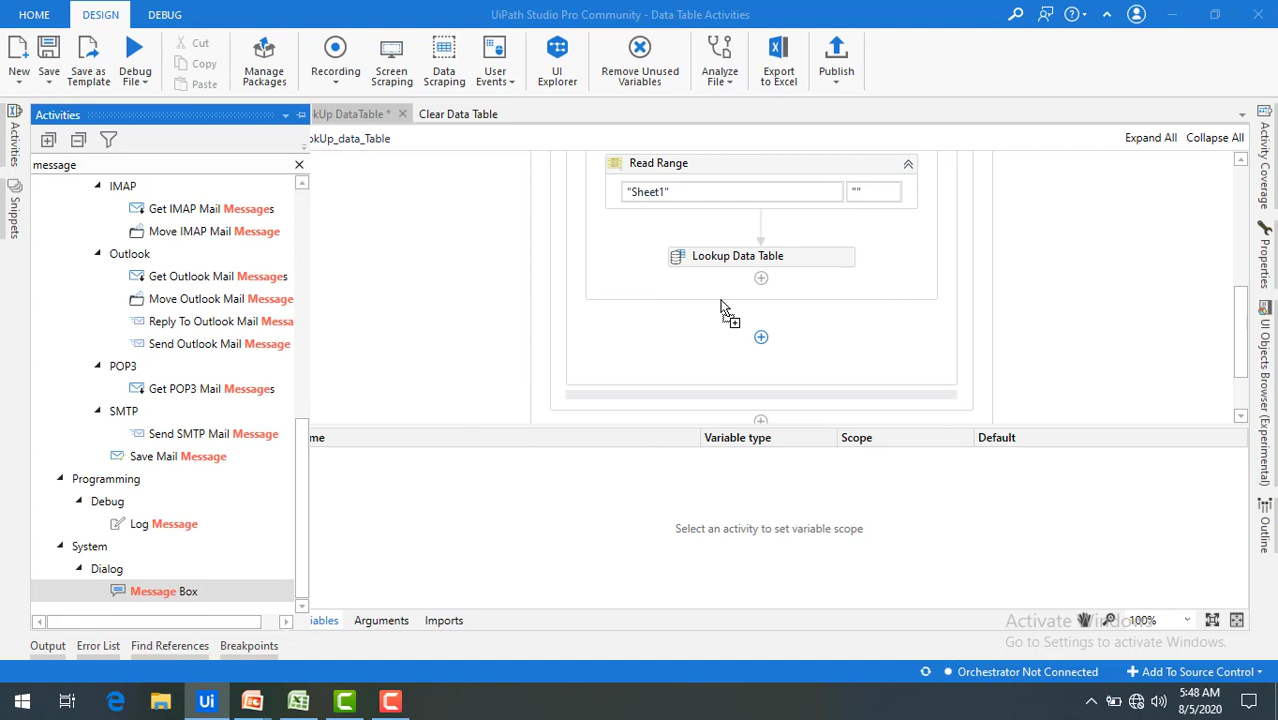 HOME
DESIGN
DEBUG
UiPath Studio Pro Community - Data Table Activities
New
Save
Save as
Template
Debug
File
Cut
Copy
Paste
Manage
Packages
Recording
Screen
Scraping
Data
Scraping
User
Events
UI
Explorer
Remove Unused
Variables
Analyze
File
Export
to Excel
Publish
Activities
kUp DataTable *
Clear Data Table
okUp_data_Table
Expand All
Collapse All
message
IMAP
Get IMAP Mail Messages
Move IMAP Mail Message
Outlook
Get Outlook Mail Messages
Move Outlook Mail Message
Reply To Outlook Mail Messa
Send Outlook Mail Message
POP3
Get POP3 Mail Messages
SMTP
Send SMTP Mail Message
Save Mail Message
Programming
Debug
Log Message
System
Dialog
Message Box
Activities
Snippets
Read Range
"Sheet1"
""
Lookup Data Table
me
Variable type
Scope
Default
Select an activity to set variable scope
iables
Arguments
Imports
100%
Activate Windows
Go to Settings to activate Windows.
Activity Coverage
Properties
UI Objects Browser (Experimental)
Outline
Output
Error List
Find References
Breakpoints
Orchestrator Not Connected
Add To Source Control
Ui
5:48 AM
8/5/2020